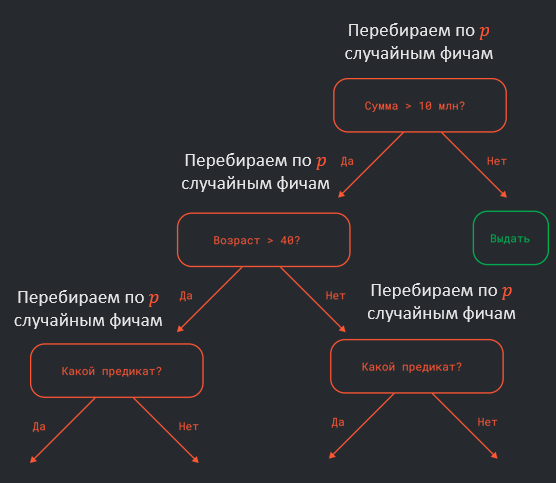 Перебираем по p
случайным фичам
Сумма > 10 млн?
Перебираем по p
случайным фичам
Да
Нет
Возраст > 40?
Выдать
Перебираем по p
случайным фичам
Да
Нет
Перебираем по p
случайным фичам
Какой предикат?
Какой предикат?
Да
Нет
Да
Нет